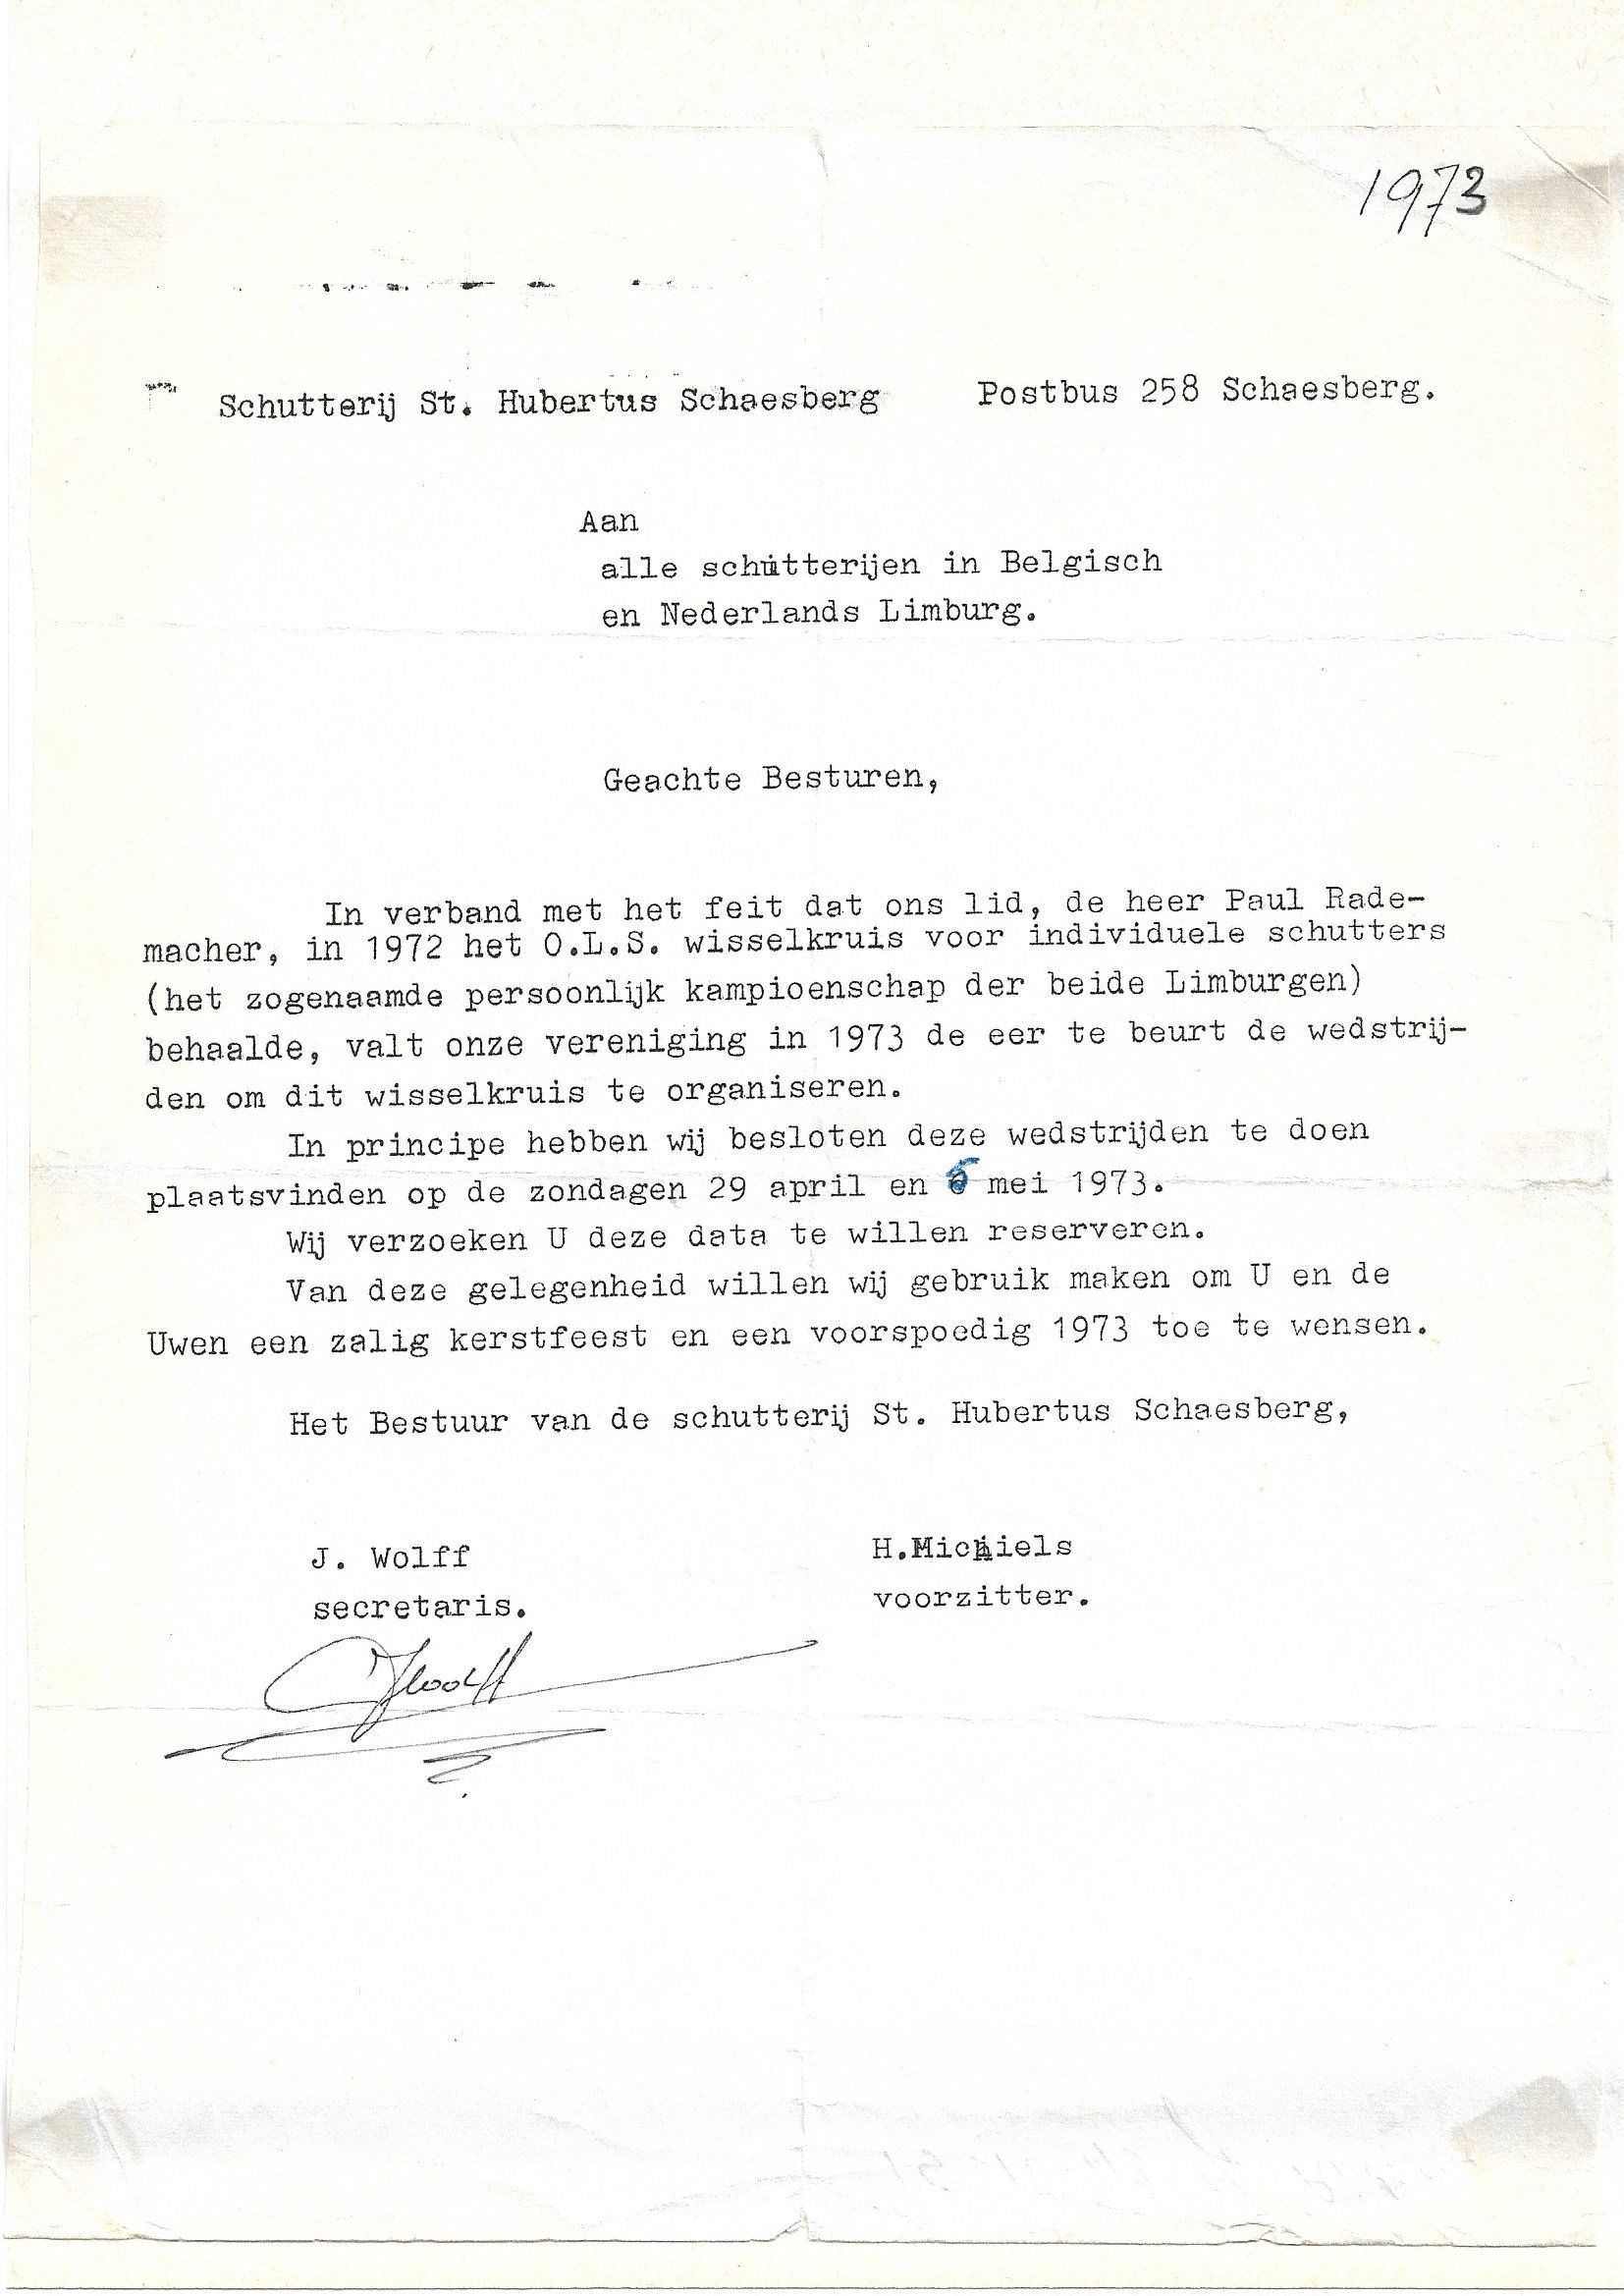 1973
Schutterij St. Hubertus Schaesberg Postbus 258 Schaesberg.
Aan
alle schutterijen in Belgisch
en Nederlands Limburg.
Geachte Besturen,
In verband met het feit dat ons lid, de heer Paul Rade-
macher, in 1972 het O.L.S. wisselkruis voor individuele schutters
(het zogenaamde persoonlijk kampioenschap der beide Limburgen)
behaalde, valt onze vereniging in 1973 de eer te beurt de wedstrij-
den om dit wisselkruis te organiseren.
In principe hebben wij besloten deze wedstrijden te doen
plaatsvinden op de zondagen 29 april en 6 mei 1973.
Wij verzoeken U deze data te willen reserveren.
Van deze gelegenheid willen wij gebruik maken om U en de
Uwen een zalig kerstfeest en een voorspoedig 1973 toe te wensen.
Het Bestuur van de schutterij St. Hubertus Schaesberg,
J. Wolff H.Michiels
secretaris. voorzitter.
JWolff